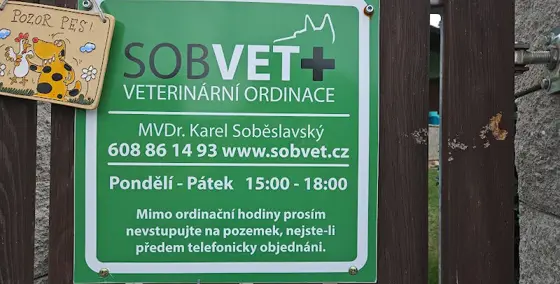 POZOR PES!
SOBVET+
VETERINÁRNÍ ORDINACE
MVDr. Karel Soběslavský
608 86 14 93 www.sobvet.cz
Pondělí - Pátek 15:00 - 18:00
Mimo ordinační hodiny prosím
nevstupujte na pozemek, nejste-li
předem telefonicky objednáni.